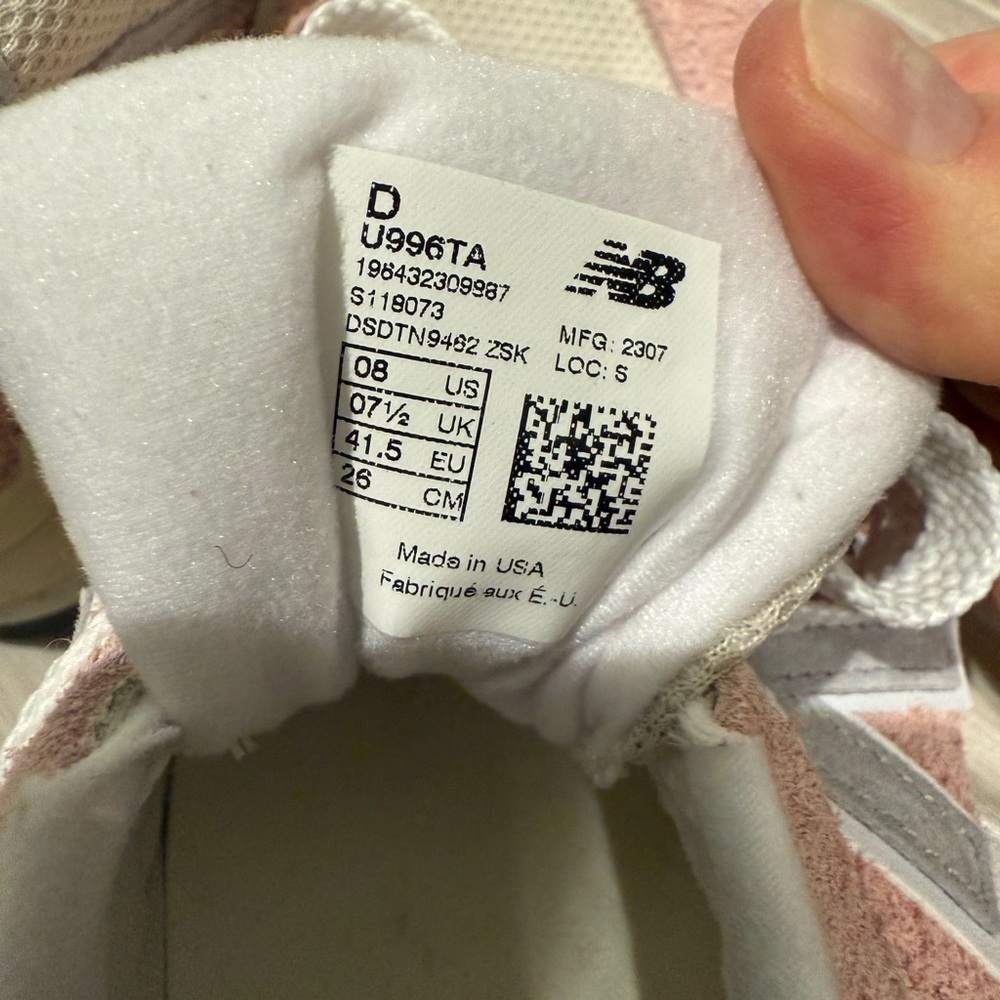 D
U996TA
196432309987
S118073
DSDTN9462 ZSK
NB
MFG: 2307
LOC: S
08 US
07½ UK
41.5 EU
26 CM
Made in USA
Fabriqué aux É.-U.